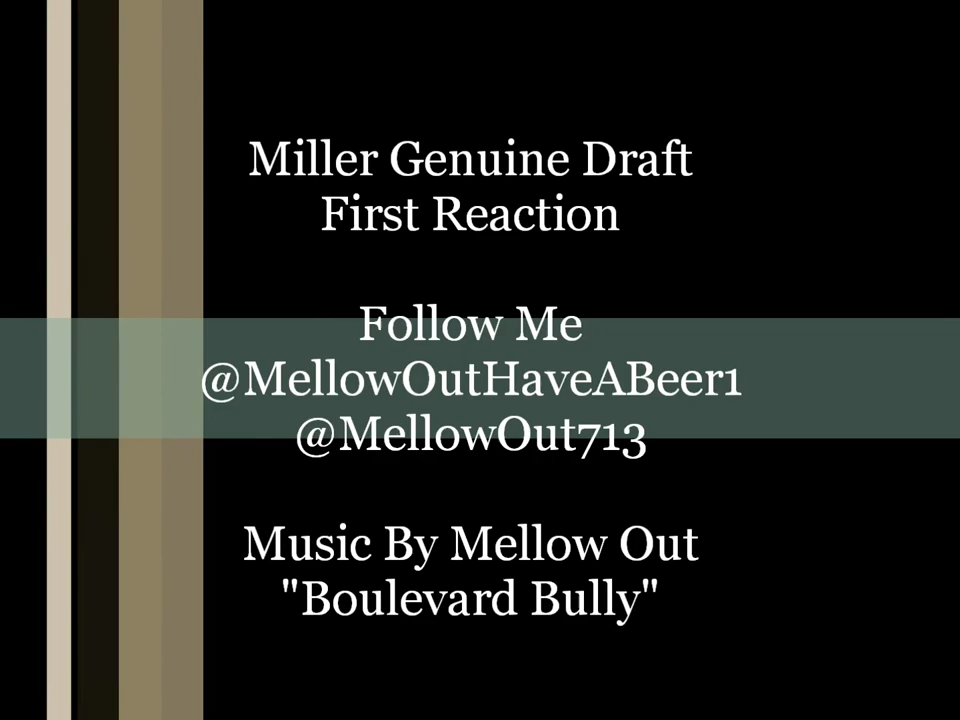 Miller Genuine Draft
First Reaction
Follow Me
@MellowOutHaveABeer1
@MellowOut713
Music By Mellow Out
"Boulevard Bully"